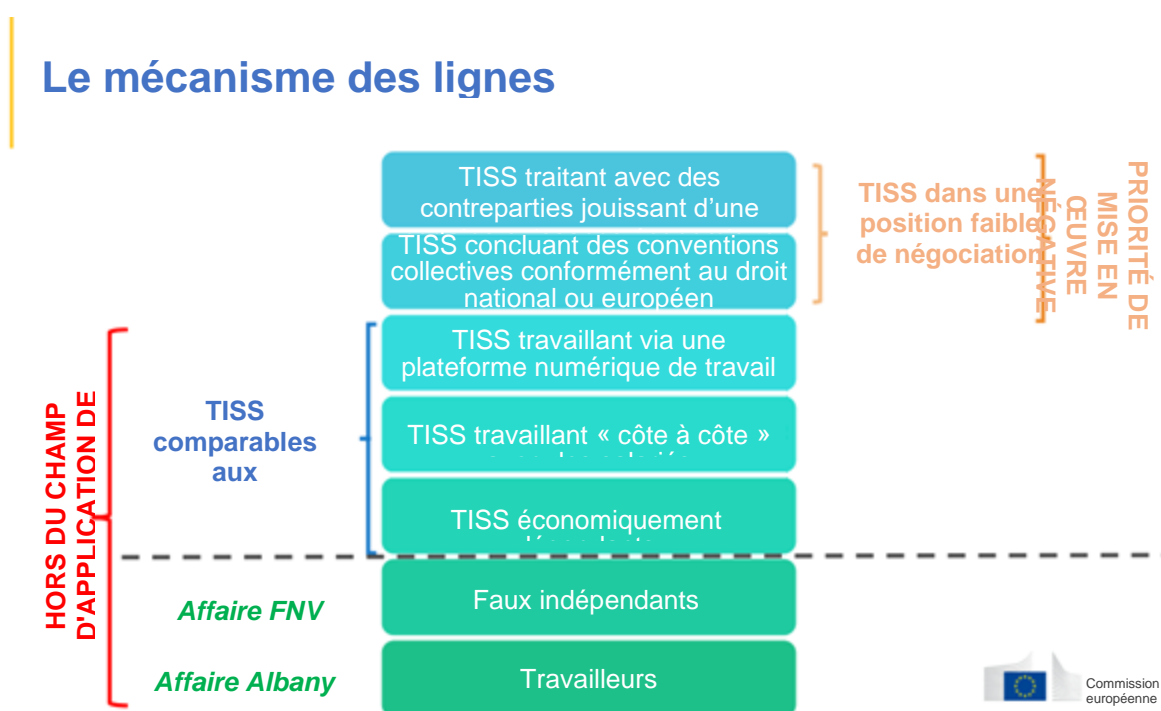 Le mécanisme des lignes
TISS traitant avec des
contreparties jouissant d'une
TISS concluant des conventions
collectives conformément au droit
national ou européen
TISS travaillant via une
plateforme numérique de travail
TISS travaillant « côte à côte »
TISS économiquement
Faux indépendants
Travailleurs
TISS dans une
position faible
de négociation
PRIORITÉ DE
MISE EN
ŒUVRE
NÉGATIVE
HORS DU CHAMP
D'APPLICATION DE
TISS
comparables
aux
Affaire FNV
Affaire Albany
Commission
européenne